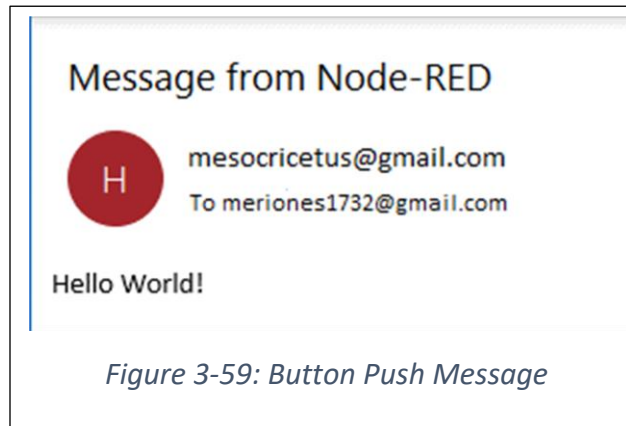 Message from Node-RED
H
mesocricetus@gmail.com
To meriones1732@gmail.com
Hello World!
Figure 3-59: Button Push Message